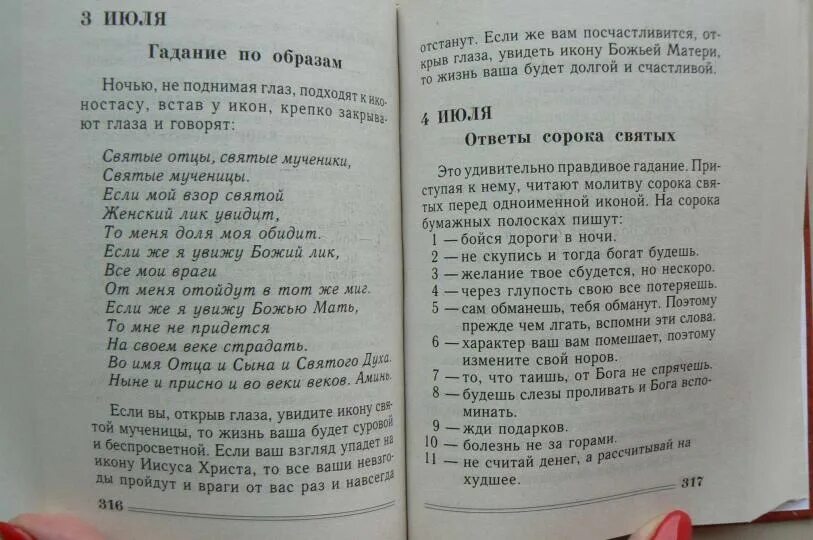 3 ИЮЛЯ
Гадание по образам
Ночью, не поднимая глаз, подходят к ико-
ностасу, встав у икон, крепко закрыва-
ют глаза и говорят:
Святые отцы, святые мученики,
Святые мученицы.
Если мой взор святой
Женский лик увидит,
То меня доля моя обидит.
Если же я увижу Божий лик,
Все мои враги
От меня отойдут в тот же миг.
Если же я увижу Божью Мать,
То мне не придется
На своем веке страдать.
Во имя Отца и Сына и Святого Духа.
Ныне и присно и во веки веков. Аминь.
Если вы, открыв глаза, увидите икону свя-
той мученицы, то жизнь ваша будет суровой
и беспросветной. Если ваш взгляд упадет на
икону Иисуса Христа, то все ваши невзго-
ды пройдут и враги от вас раз и навсегда
316
отстанут. Если же вам посчастливится, от-
крыв глаза, увидеть икону Божьей Матери,
то жизнь ваша будет долгой и счастливой.
4 ИЮЛЯ
Ответы сорока святых
Это удивительно правдивое гадание. При-
ступая к нему, читают молитву сорока свя-
тых перед одноименной иконой. На сорока
бумажных полосках пишут:
1 — бойся дороги в ночи.
2 — не скупись и тогда богат будешь.
3 — желание твое сбудется, но нескоро.
4 — через глупость свою все потеряешь.
5 — сам обманешь, тебя обманут. Поэтому
прежде чем лгать, вспомни эти слова.
6 — характер ваш вам помешает, поэтому
измените свой норов.
7 — то, что таишь, от Бога не спрячешь.
8 — будешь слезы проливать и Бога вспо-
минать.
9 — жди подарков.
10 — болезнь не за горами.
11 — не считай денег, а рассчитывай на
худшее.
317